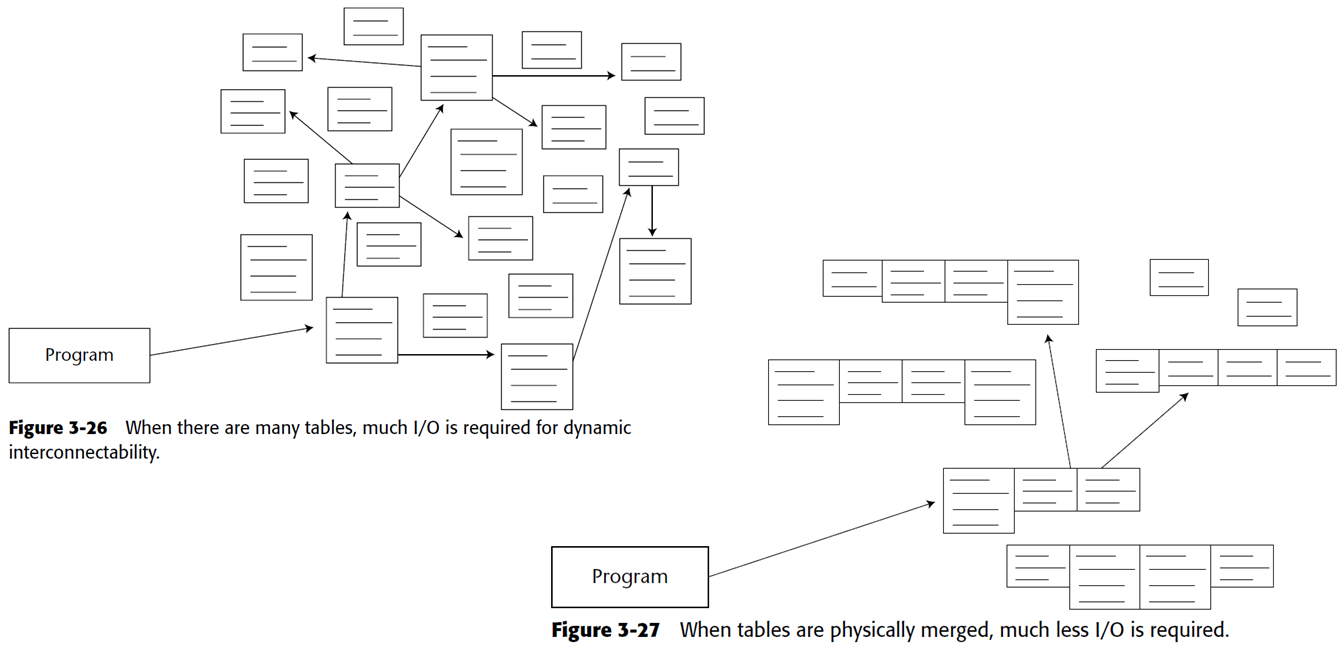 Program
Figure 3-26 When there are many tables, much I/O is required for dynamic
interconnectability.
Program
Figure 3-27 When tables are physically merged, much less I/O is required.